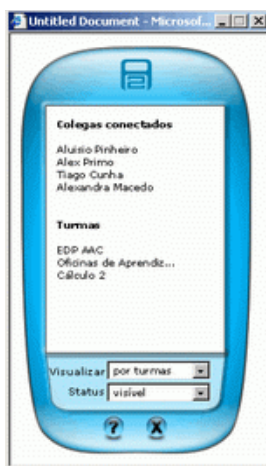 Untitled Document - Microsof...
Colegas conectados
Aluisio Pinheiro
Alex Primo
Tiago Cunha
Alexandra Macedo
Turmas
EDP AAC
Oficinas de Aprendiz...
Cálculo 2
Visualizar por turmas
Status visível
? X